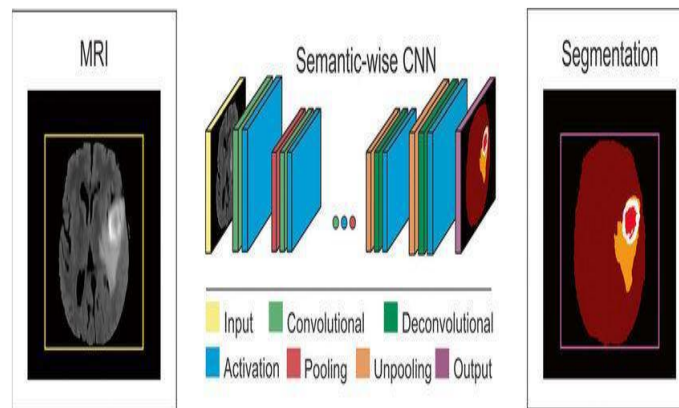 MRI
Semantic-wise CNN
Segmentation
Input Convolutional Deconvolutional
Activation Pooling Unpooling Output